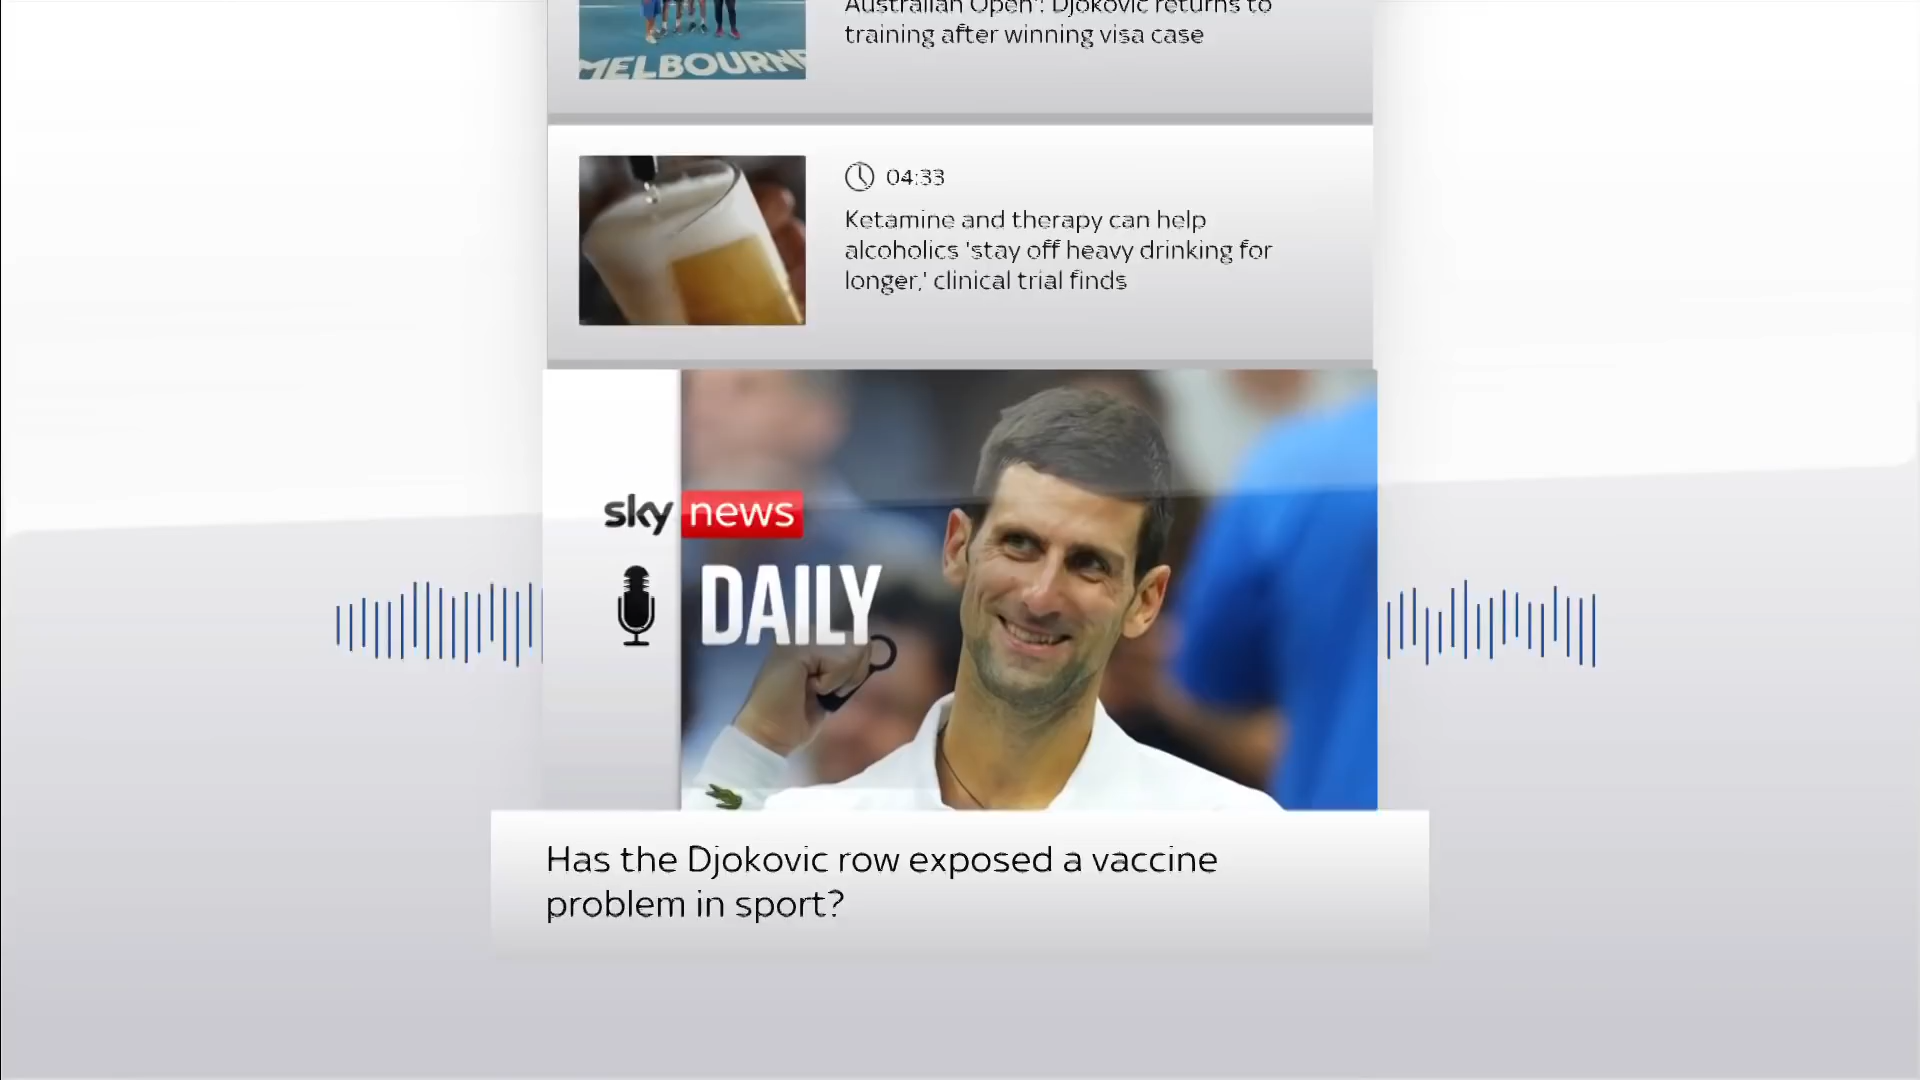 Australian Open': Djokovic returns to
training after winning visa case
MELBOURNE
04:33
Ketamine and therapy can help
alcoholics 'stay off heavy drinking for
longer,' clinical trial finds
sky news
DAILY
Has the Djokovic row exposed a vaccine
problem in sport?